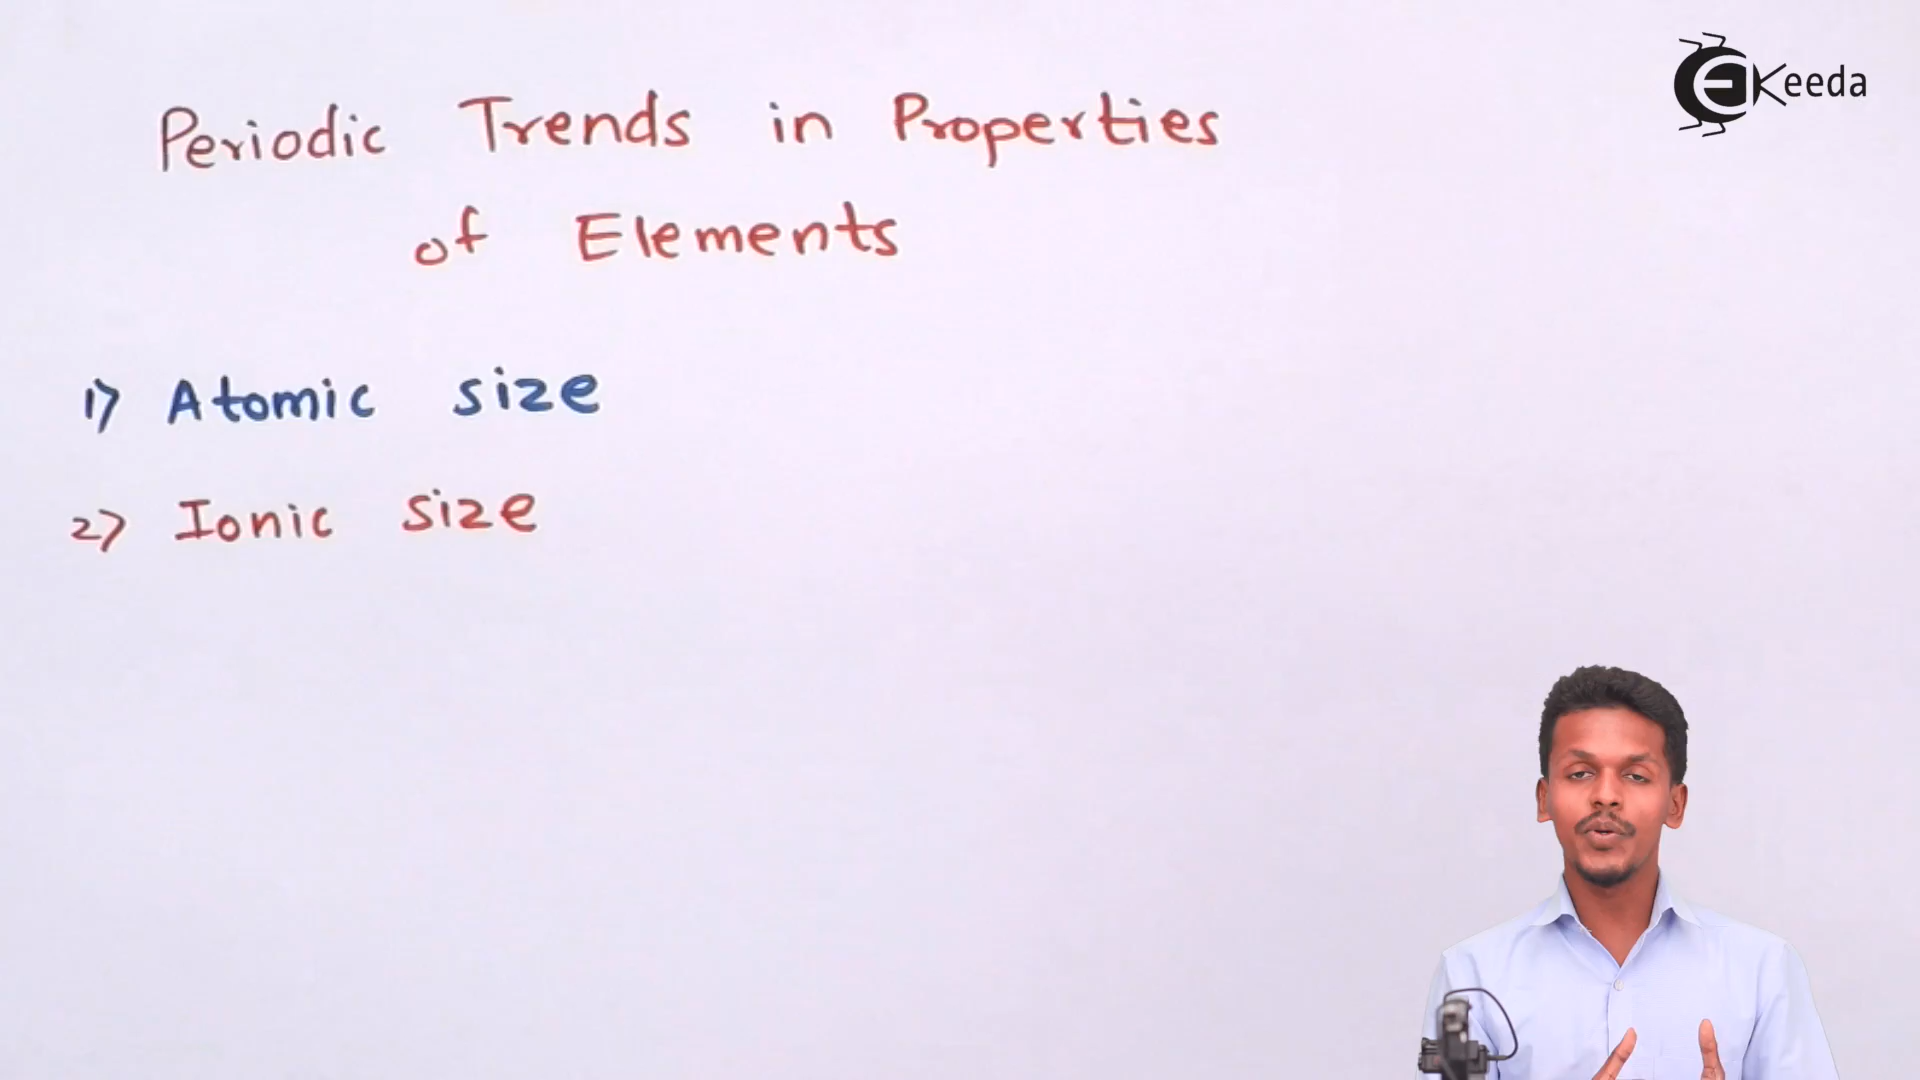 Periodic Trends in Properties
of Elements
1) Atomic size
2) Ionic size
EKeeda